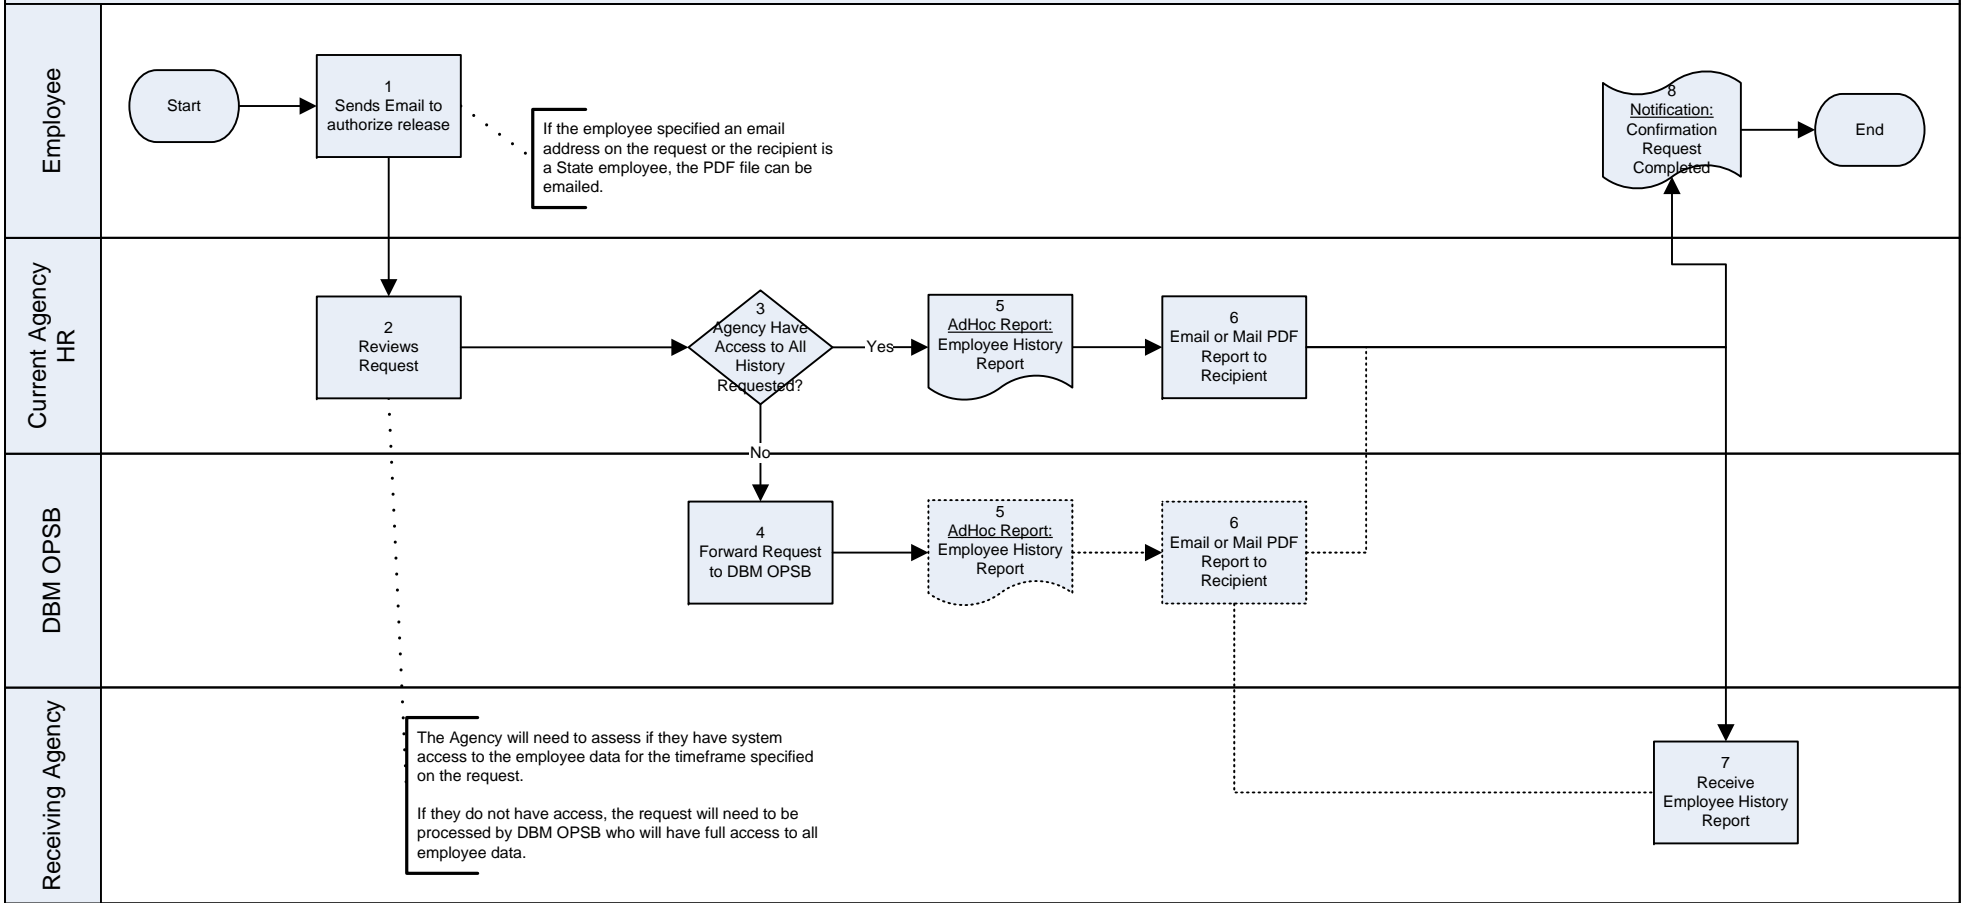 Employee
Start
1
Sends Email to
authorize release
If the employee specified an email
address on the request or the recipient is
a State employee, the PDF file can be
emailed.
8
Notification:
Confirmation
Request
Completed
End
Current Agency
HR
2
Reviews
Request
3
Agency Have
Access to All
History
Requested?
Yes
5
AdHoc Report:
Employee History
Report
6
Email or Mail PDF
Report to
Recipient
No
DBM OPSB
4
Forward Request
to DBM OPSB
5
AdHoc Report:
Employee History
Report
6
Email or Mail PDF
Report to
Recipient
Receiving Agency
The Agency will need to assess if they have system
access to the employee data for the timeframe specified
on the request.
If they do not have access, the request will need to be
processed by DBM OPSB who will have full access to all
employee data.
7
Receive
Employee History
Report